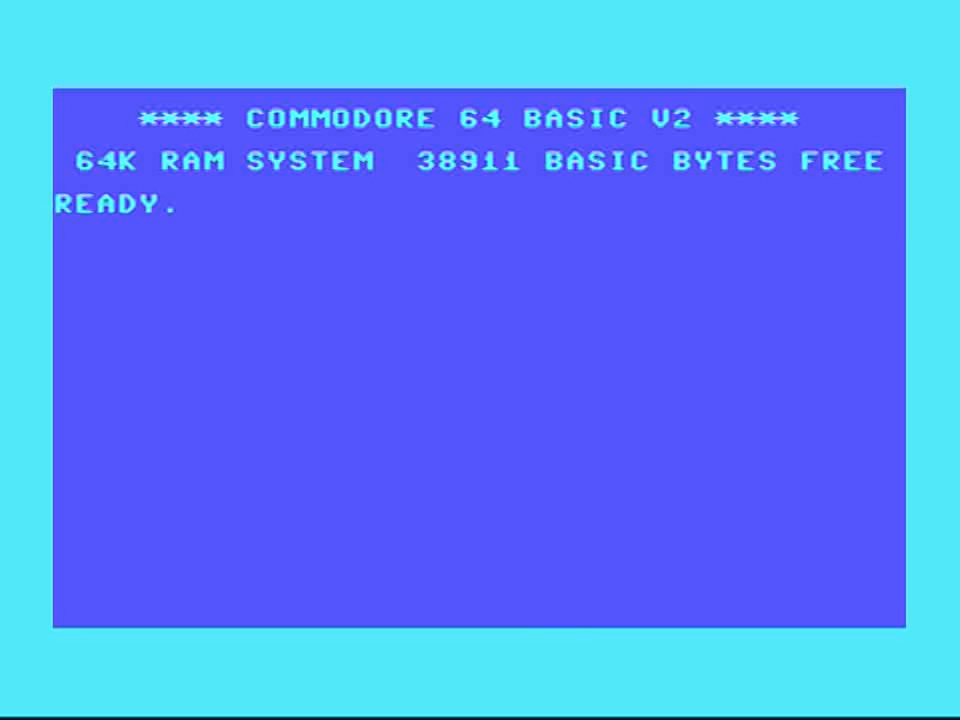 **** COMMODORE 64 BASIC V2 ****
64K RAM SYSTEM  38911 BASIC BYTES FREE
READY.